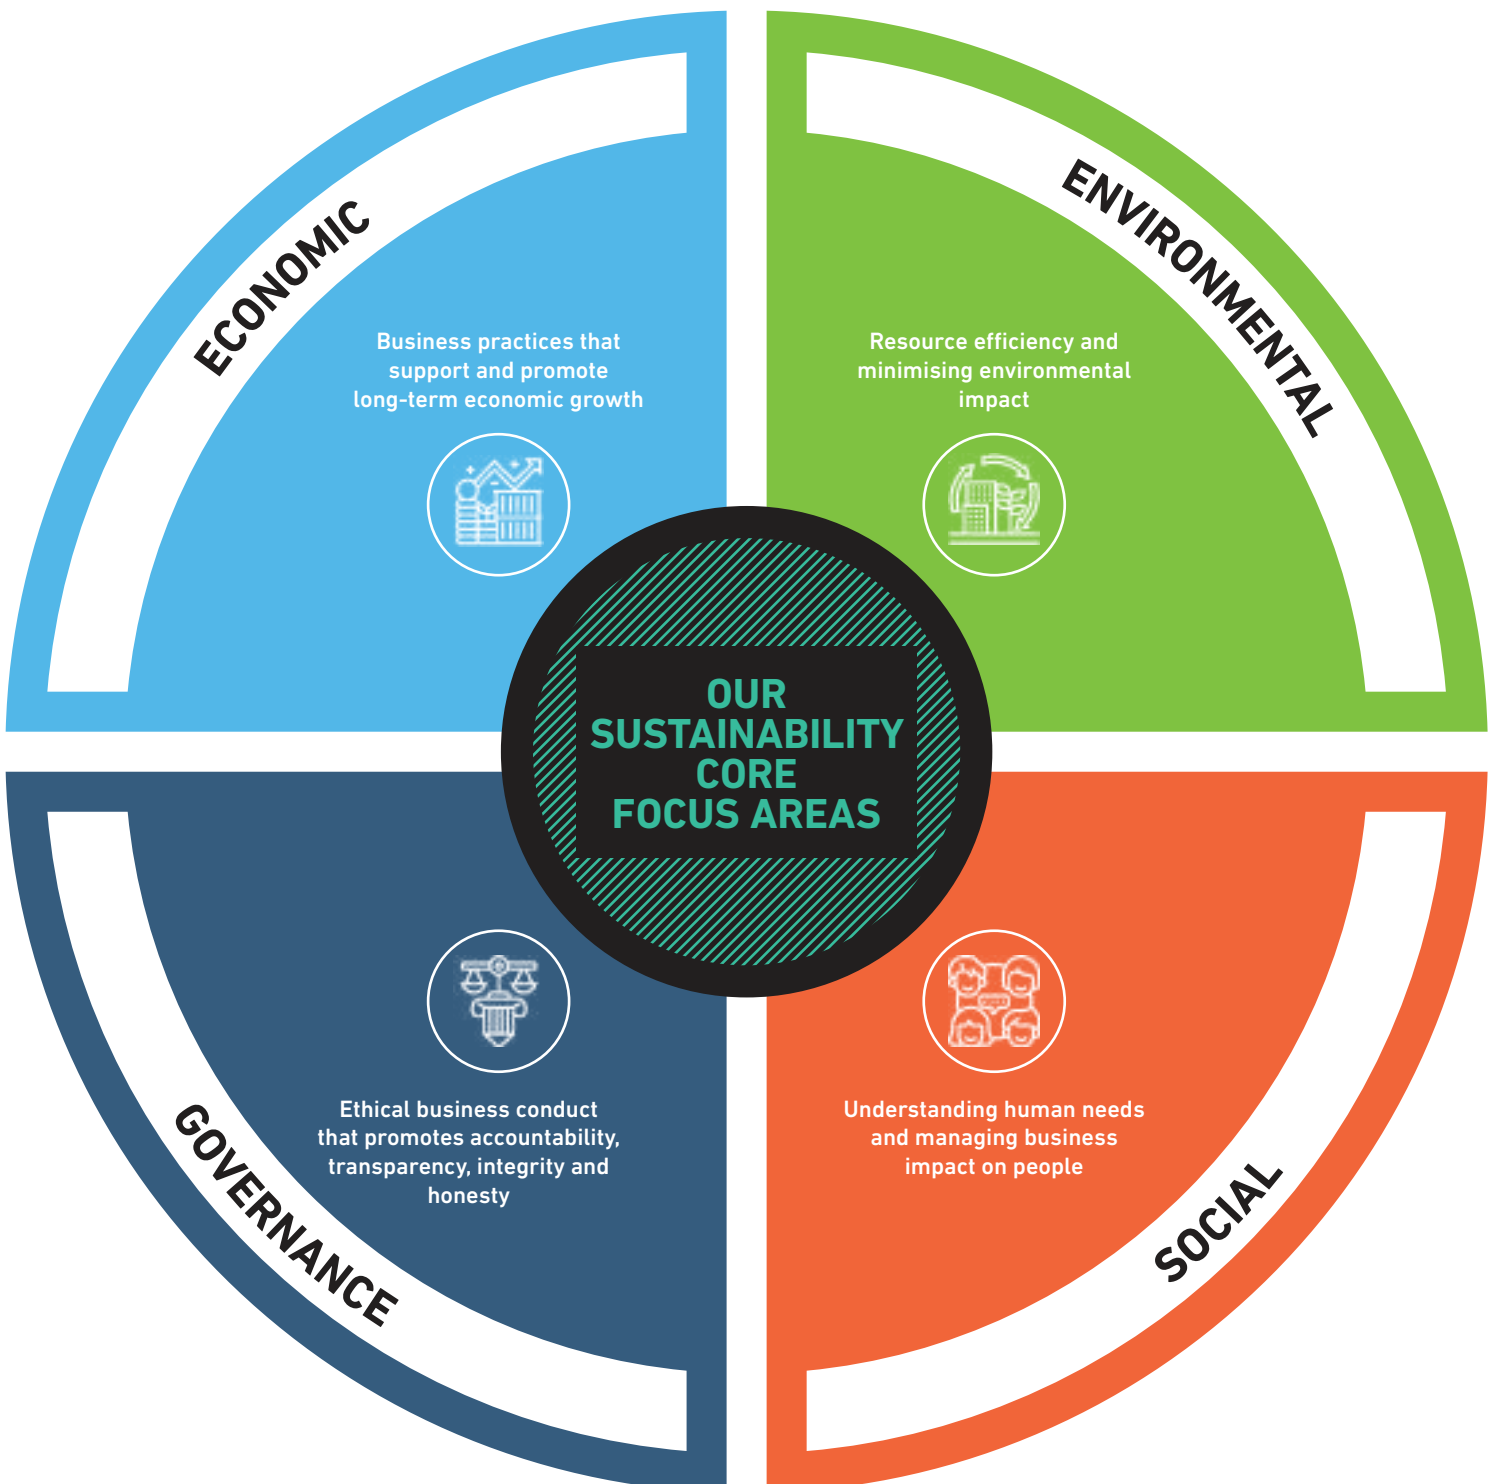 ECONOMIC
Business practices that
support and promote
long-term economic growth
ENVIRONMENTAL
Resource efficiency and
minimising environmental
impact
OUR
SUSTAINABILITY
CORE
FOCUS AREAS
GOVERNANCE
Ethical business conduct
that promotes accountability,
transparency, integrity and
honesty
SOCIAL
Understanding human needs
and managing business
impact on people